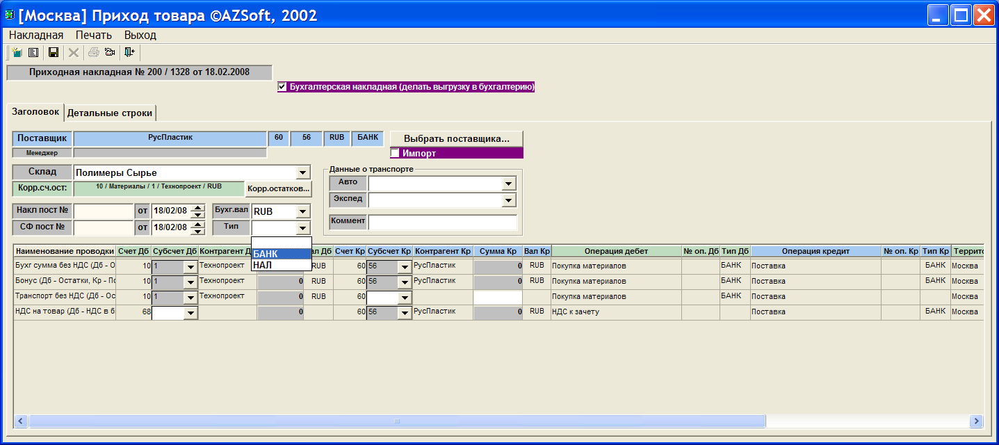 [Москва] Приход товара ©AZSoft, 2002
Накладная Печать Выход
Приходная накладная № 200 / 1328 от 18.02.2008
Бухгалтерская накладная (делать выгрузку в бухгалтерию)
Заголовок Детальные строки
Поставщик РусПластик 60 56 RUB БАНК Выбрать поставщика...
Менеджер Импорт
Склад Полимеры Сырье Данные о транспорте
Корр.сч.ост: 10 / Материалы / 1 / Технопроект / RUB Корр.остатков... Авто
Экспед
Накл пост № от 18/02/08 Бухг.вал RUB
СФ пост № от 18/02/08 Тип Коммент
БАНК
НАЛ
Наименование проводки Счет Дб Субсчет Дб Контрагент Д ал Дб Счет Кр Субсчет Кр Контрагент Кр Сумма Кр Вал Кр Операция дебет № оп. Дб Тип Дб Операция кредит № оп. Кр Тип Кр Террито
Бухг сумма без НДС (Дб - О 10 1 Технопроект RUB 60 56 РусПластик 0 RUB Покупка материалов БАНК Поставка БАНК Москва
Бонус (Дб - Остатки, Кр - По 10 1 Технопроект 0 RUB 60 56 РусПластик 0 RUB Покупка материалов БАНК Поставка БАНК Москва
Транспорт без НДС (Дб - Ос 10 1 Технопроект 0 RUB 60 Покупка материалов БАНК Поставка Москва
НДС на товар (Дб - НДС в б 68 0 60 56 РусПластик 0 RUB НДС к зачету Поставка БАНК Москва